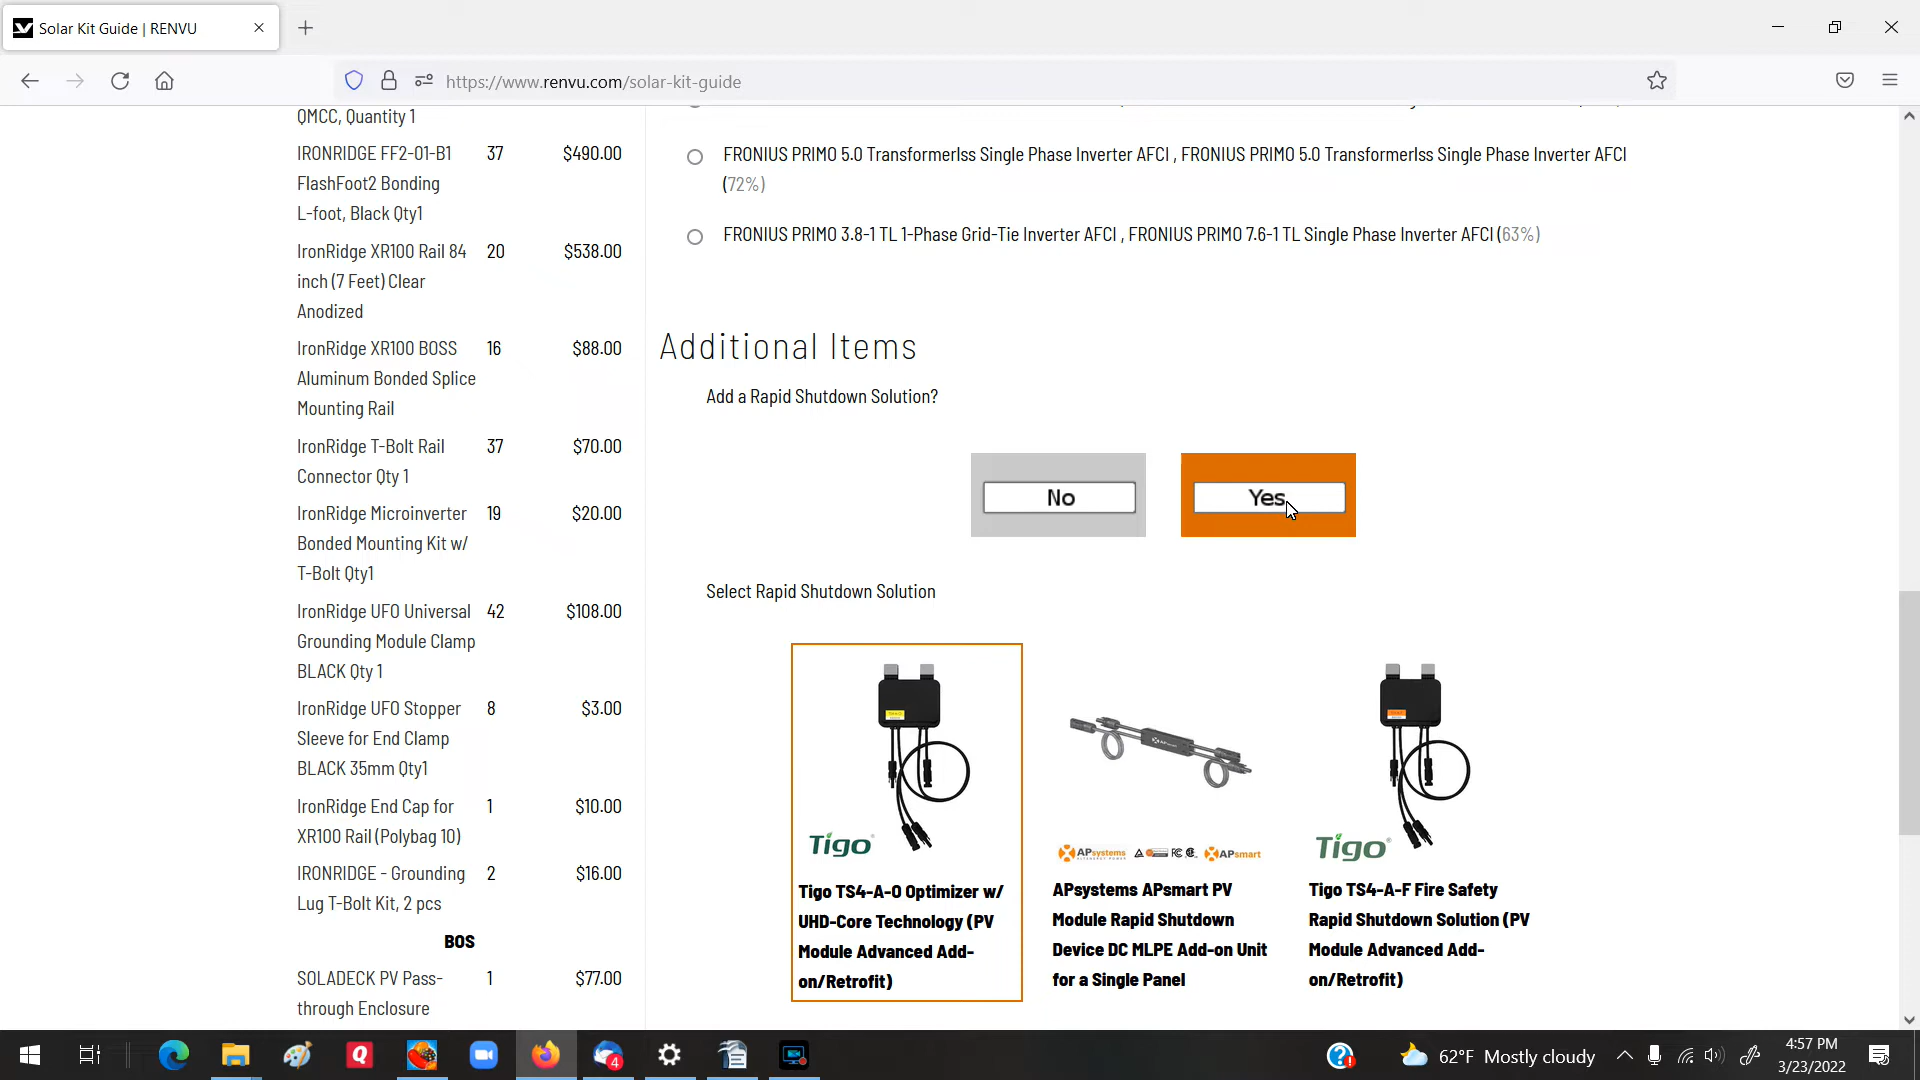 Solar Kit Guide | RENVU
https://www.renvu.com/solar-kit-guide
QMCC, Quantity 1
IRONRIDGE FF2-01-B1 37 $490.00
FlashFoot2 Bonding
L-foot, Black Qty1
IronRidge XR100 Rail 84 20 $538.00
inch (7 Feet) Clear
Anodized
IronRidge XR100 BOSS 16 $88.00
Aluminum Bonded Splice
Mounting Rail
IronRidge T-Bolt Rail 37 $70.00
Connector Qty 1
IronRidge Microinverter 19 $20.00
Bonded Mounting Kit w/
T-Bolt Qty1
IronRidge UFO Universal 42 $108.00
Grounding Module Clamp
BLACK Qty 1
IronRidge UFO Stopper 8 $3.00
Sleeve for End Clamp
BLACK 35mm Qty1
IronRidge End Cap for 1 $10.00
XR100 Rail (Polybag 10)
IRONRIDGE - Grounding 2 $16.00
Lug T-Bolt Kit, 2 pcs
BOS
SOLADECK PV Pass- 1 $77.00
through Enclosure
FRONIUS PRIMO 5.0 Transformerlss Single Phase Inverter AFCI , FRONIUS PRIMO 5.0 Transformerlss Single Phase Inverter AFCI
(72%)
FRONIUS PRIMO 3.8-1 TL 1-Phase Grid-Tie Inverter AFCI , FRONIUS PRIMO 7.6-1 TL Single Phase Inverter AFCI (63%)
Additional Items
Add a Rapid Shutdown Solution?
No Yes
Select Rapid Shutdown Solution
Tigo
Tigo TS4-A-O Optimizer w/
UHD-Core Technology (PV
Module Advanced Add-
on/Retrofit)
APsystems APsmart
APsystems APsmart PV
Module Rapid Shutdown
Device DC MLPE Add-on Unit
for a Single Panel
Tigo
Tigo TS4-A-F Fire Safety
Rapid Shutdown Solution (PV
Module Advanced Add-
on/Retrofit)
4
62°F Mostly cloudy
4:57 PM
3/23/2022